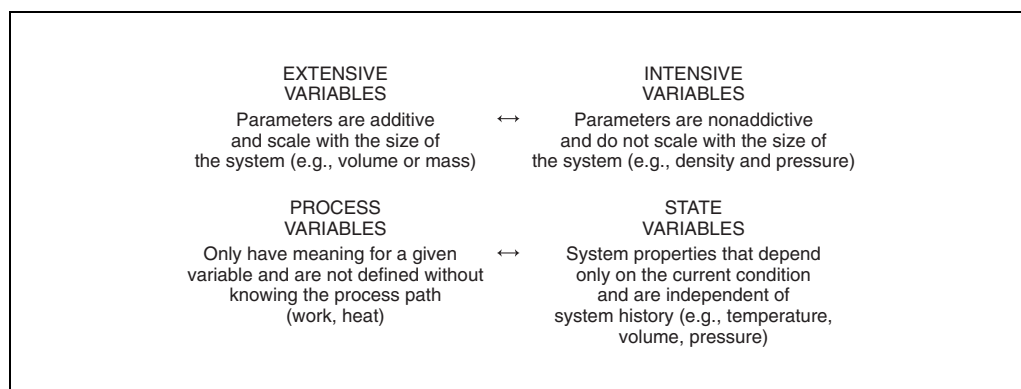 EXTENSIVE
VARIABLES
Parameters are additive
and scale with the size of
the system (e.g., volume or mass)
↔
INTENSIVE
VARIABLES
Parameters are nonaddictive
and do not scale with the size of
the system (e.g., density and pressure)
PROCESS
VARIABLES
Only have meaning for a given
variable and are not defined without
knowing the process path
(work, heat)
↔
STATE
VARIABLES
System properties that depend
only on the current condition
and are independent of
system history (e.g., temperature,
volume, pressure)